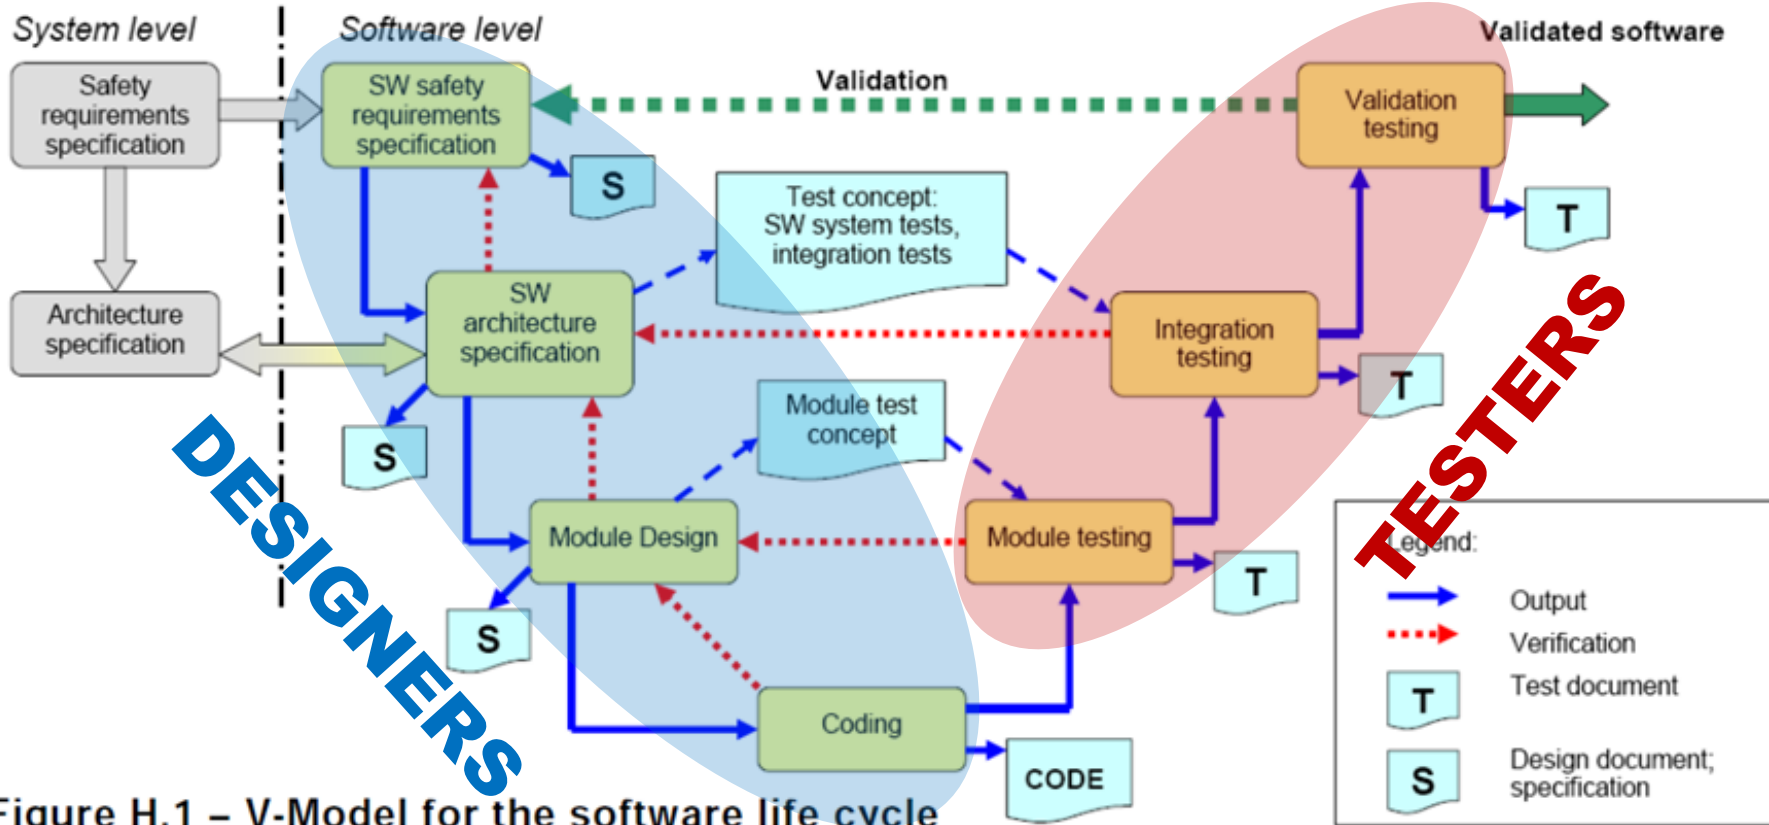 System level
Software level
Validated software
Safety
requirements
specification
SW safety
requirements
specification
Validation
Validation
testing
S
Test concept:
SW system tests,
integration tests
T
Architecture
specification
SW
architecture
specification
Integration
testing
T
S
Module test
concept
DESIGNERS
TESTERS
Module Design
Module testing
T
S
Coding
CODE
Legend:
Output
Verification
T
Test document
S
Design document;
specification
Figure H.1 – V-Model for the software life cycle